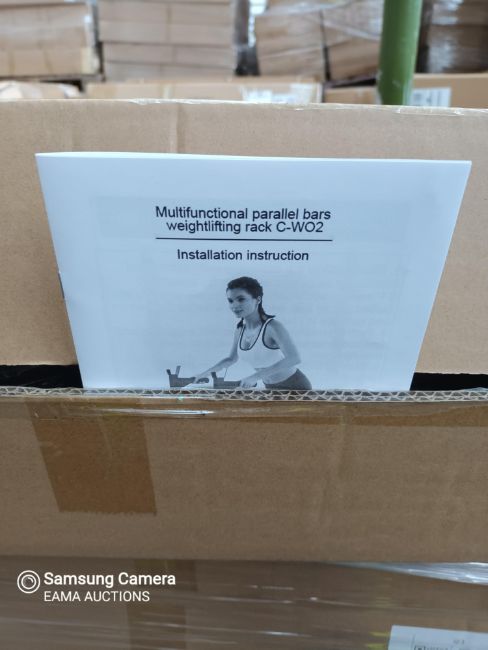 Multifunctional parallel bars
weightlifting rack C-WO2
Installation instruction
Samsung Camera
EAMA AUCTIONS